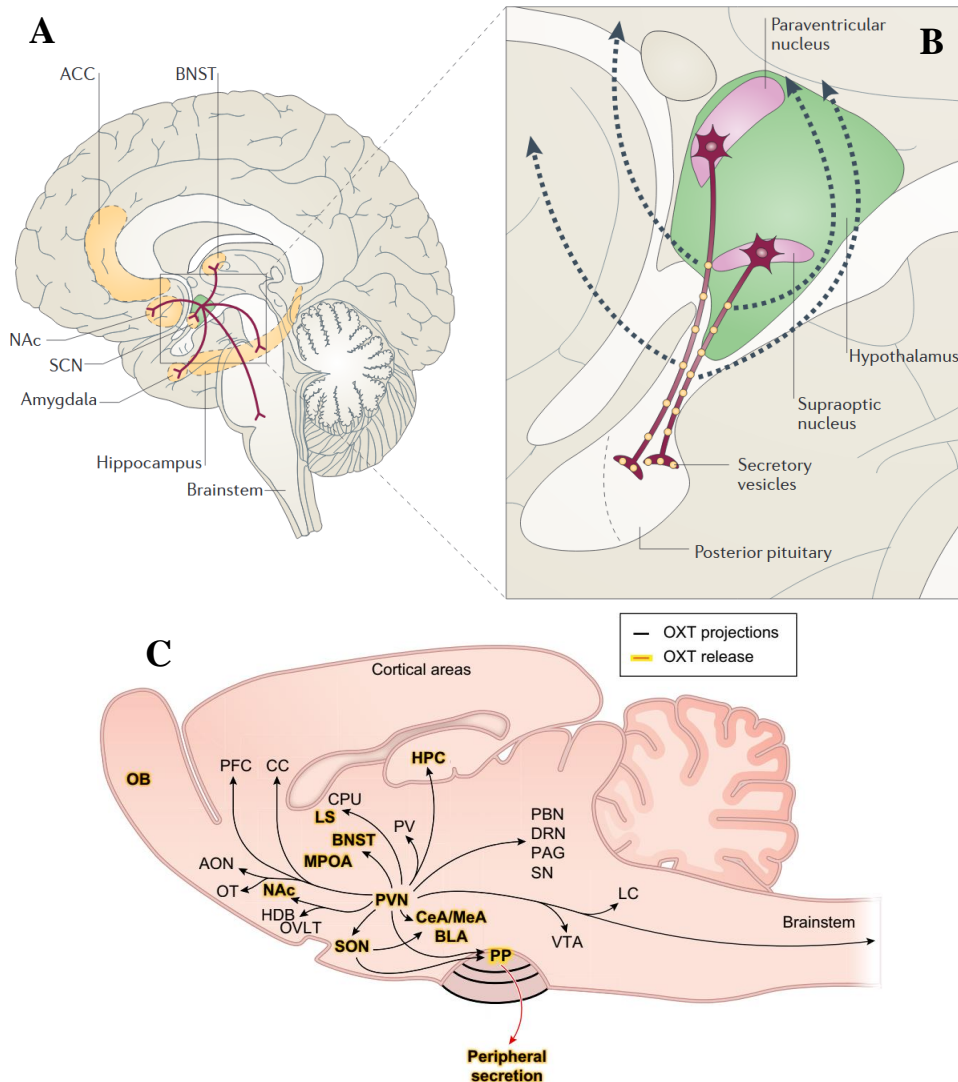 A
ACC
BNST
NAc
SCN
Amygdala
Hippocampus
Brainstem
B
Paraventricular
nucleus
Hypothalamus
Supraoptic
nucleus
Secretory
vesicles
Posterior pituitary
C
OXT projections
OXT release
Cortical areas
OB
PFC
CC
HPC
CPU
LS
PV
BNST
MPOA
PBN
DRN
PAG
SN
AON
OT
NAc
PVN
HDB
OVLT
CeA/MeA
BLA
SON
LC
VTA
Brainstem
PP
Peripheral
secretion